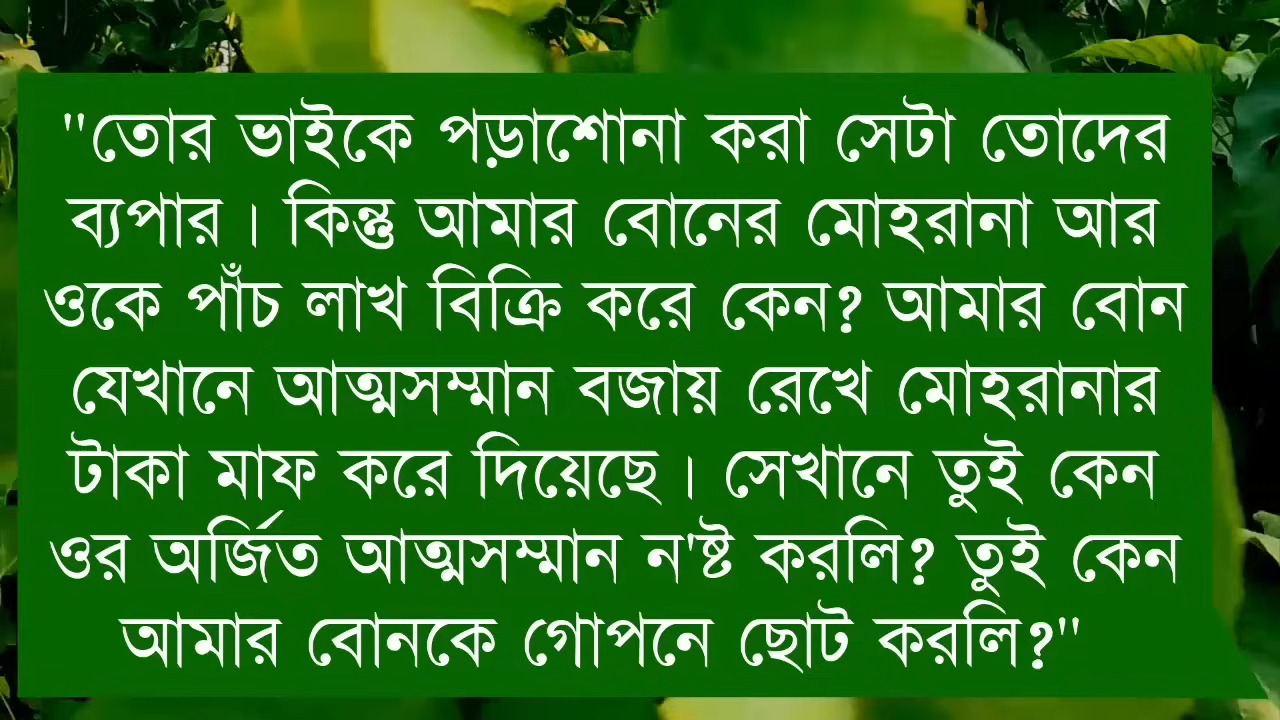 "তোর ভাইকে পড়াশোনা করা সেটা তোদের
ব্যপার। কিন্তু আমার বোনের মোহরানা আর
ওকে পাঁচ লাখ বিক্রি করে কেন? আমার বোন
যেখানে আত্মসম্মান বজায় রেখে মোহরানার
টাকা মাফ করে দিয়েছে। সেখানে তুই কেন
ওর অর্জিত আত্মসম্মান ন'ষ্ট করলি? তুই কেন
আমার বোনকে গোপনে ছোট করলি?"